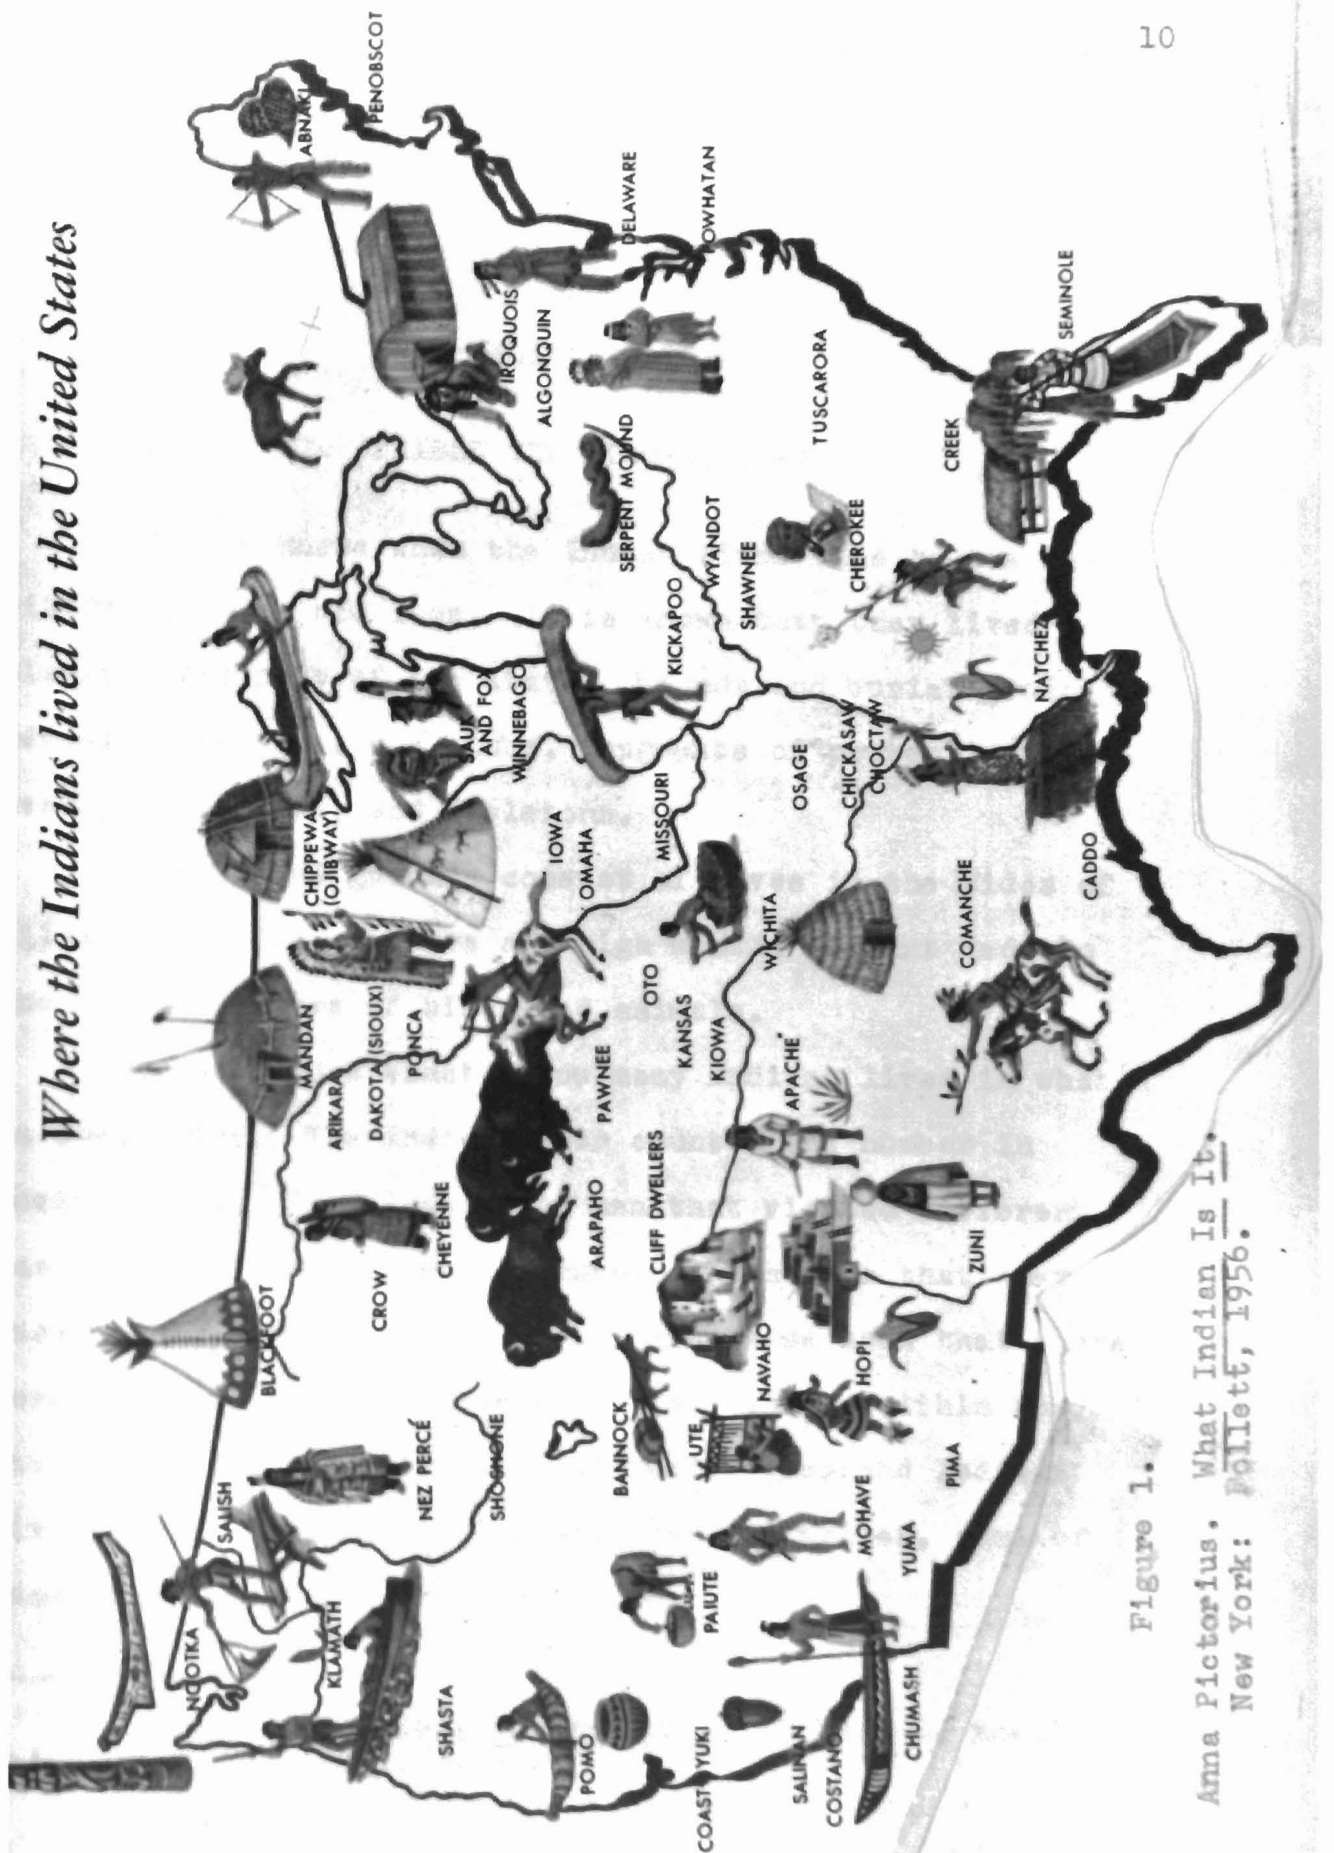 10
Where the Indians lived in the United States
NOOTKA
SALISH
BLACKFOOT
MANDAN
CHIPPEWA
(OJIBWAY)
ABNAKI
PENOBSCOT
KLAMATH
NEZ PERCÉ
CROW
ARIKARA
DAKOTA (SIOUX)
PONCA
CHEYENNE
SAUK
AND FOX
WINNEBAGO
IROQUOIS
ALGONQUIN
DELAWARE
POWHATAN
SHASTA
SHOSHONE
IOWA
OMAHA
POMO
BANNOCK
ARAPAHO
PAWNEE
OTO
MISSOURI
KICKAPOO
SERPENT MOUND
WYANDOT
SHAWNEE
COAST YUKI
PAIUTE
UTE
CLIFF DWELLERS
KANSAS
KIOWA
WICHITA
OSAGE
CHEROKEE
TUSCARORA
SALINAN
COSTANO
NAVAHO
APACHE
CHICKASAW
CHOCTAW
CHUMASH
MOHAVE
YUMA
HOPI
PIMA
ZUNI
COMANCHE
CADDO
NATCHEZ
CREEK
SEMINOLE
Figure 1.
Anna Pictorius. What Indian Is It.
New York: Follett, 1956.